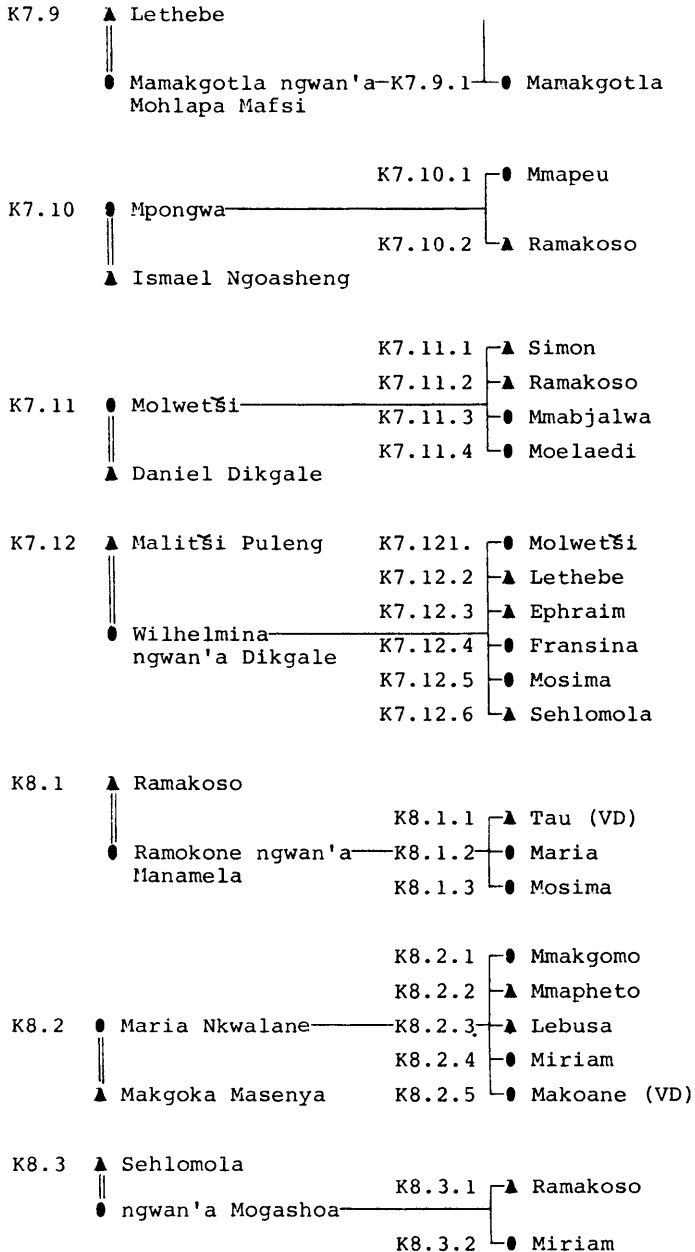 K7.9 Lethebe
Mamakgotla ngwan'a K7.9.1 Mamakgotla
Mohlapa Mafsi
K7.10.1 Mmapeu
K7.10 Mpongwa
K7.10.2 Ramakoso
Ismael Ngoasheng
K7.11.1 Simon
K7.11.2 Ramakoso
K7.11 Molwetši
K7.11.3 Mmabjalwa
K7.11.4 Moelaedi
Daniel Dikgale
K7.12 Malitši Puleng K7.121. Molwetši
K7.12.2 Lethebe
K7.12.3 Ephraim
Wilhelmina K7.12.4 Fransina
ngwan'a Dikgale
K7.12.5 Mosima
K7.12.6 Sehlomola
K8.1 Ramakoso
K8.1.1 Tau (VD)
Ramokone ngwan'a K8.1.2 Maria
Manamela
K8.1.3 Mosima
K8.2.1 Mmakgomo
K8.2.2 Mmapheto
K8.2 Maria Nkwalane K8.2.3 Lebusa
K8.2.4 Miriam
Makgoka Masenya K8.2.5 Makoane (VD)
K8.3 Sehlomola
K8.3.1 Ramakoso
ngwan'a Mogashoa
K8.3.2 Miriam